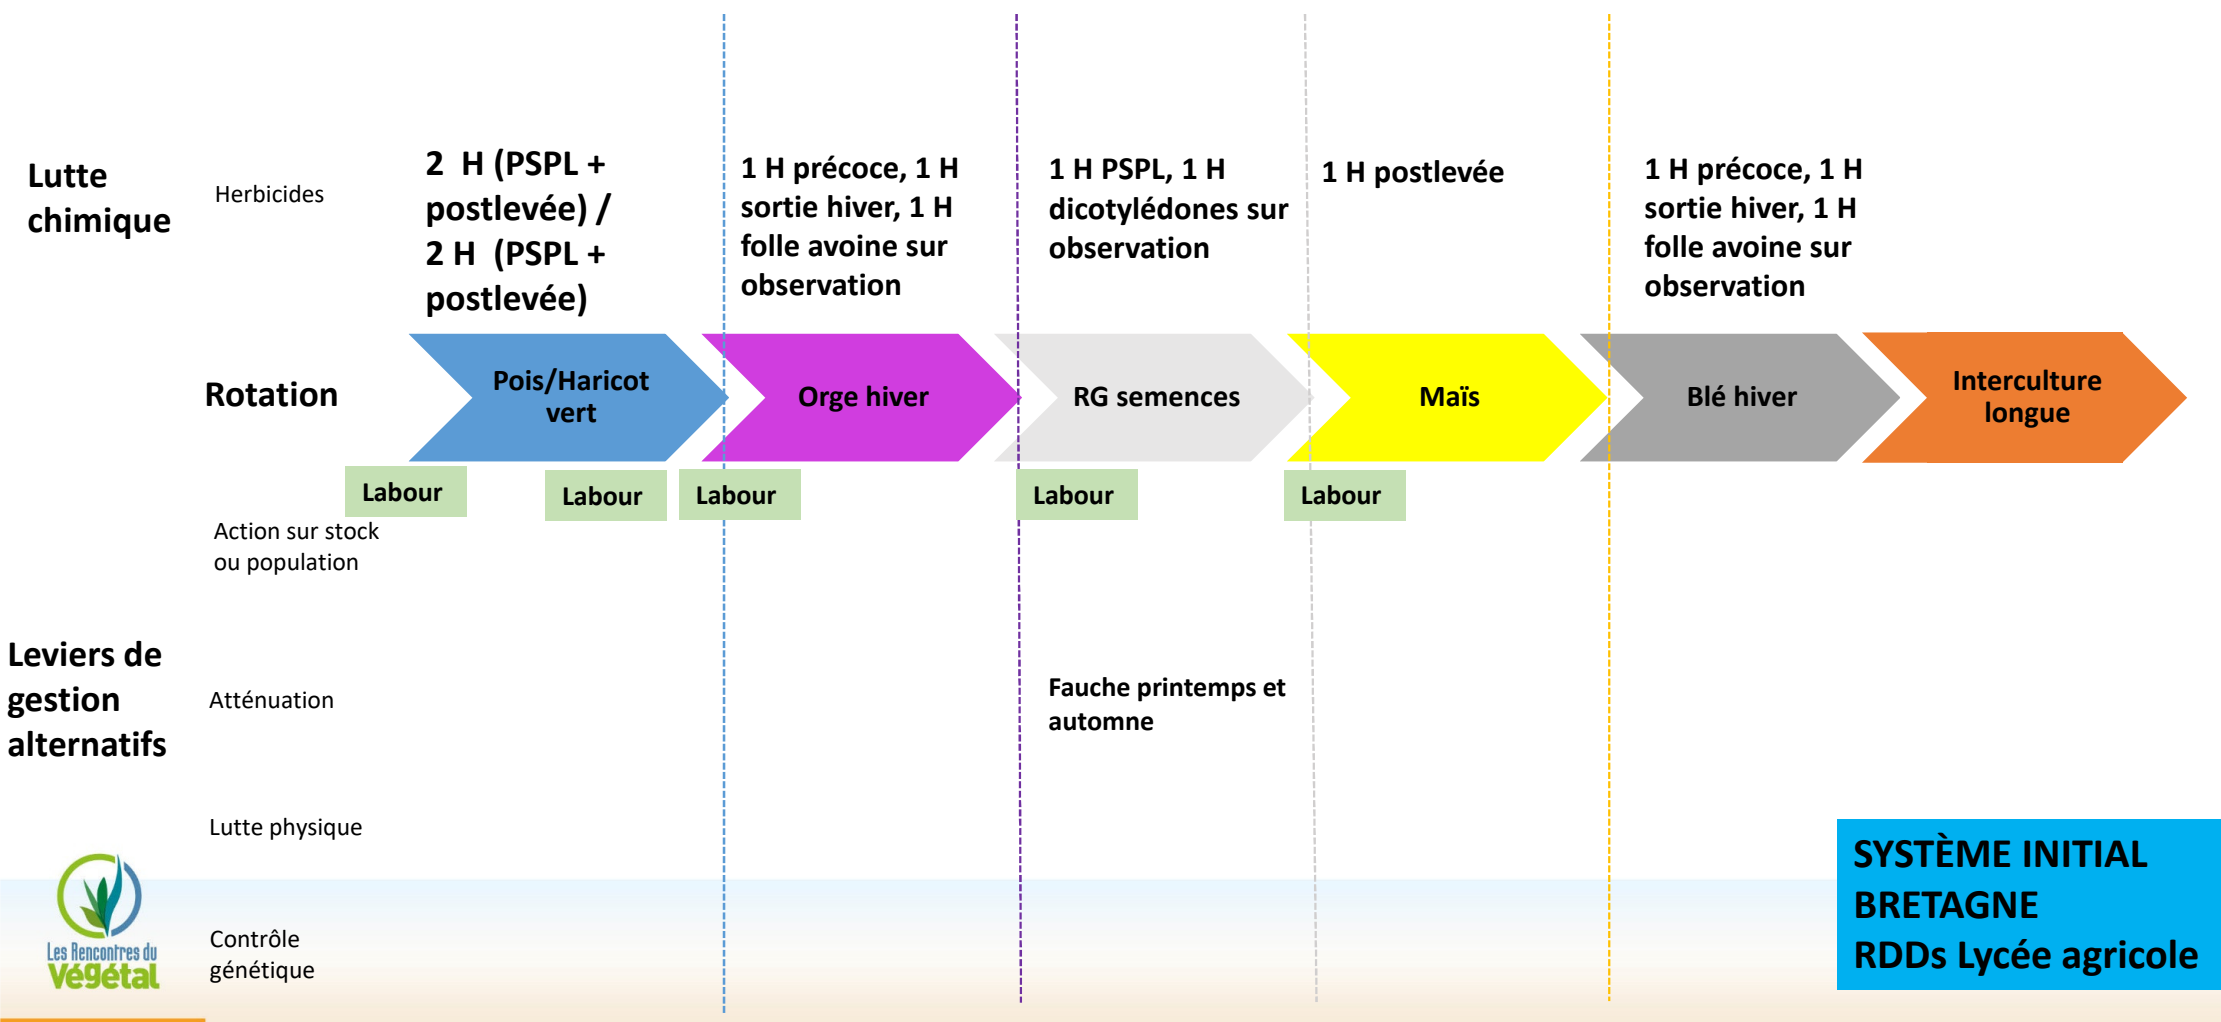 Lutte
chimique
Herbicides
2 H (PSPL +
postlevée) /
2 H (PSPL +
postlevée)
1 H précoce, 1 H
sortie hiver, 1 H
folle avoine sur
observation
1 H PSPL, 1 H
dicotylédones sur
observation
1 H postlevée
1 H précoce, 1 H
sortie hiver, 1 H
folle avoine sur
observation
Rotation
Pois/Haricot
vert
Orge hiver
RG semences
Maïs
Blé hiver
Interculture
longue
Labour
Labour
Labour
Labour
Labour
Action sur stock
ou population
Leviers de
gestion
alternatifs
Atténuation
Fauche printemps et
automne
Lutte physique
Contrôle
génétique
Les Rencontres du
Végétal
SYSTÈME INITIAL
BRETAGNE
RDDs Lycée agricole